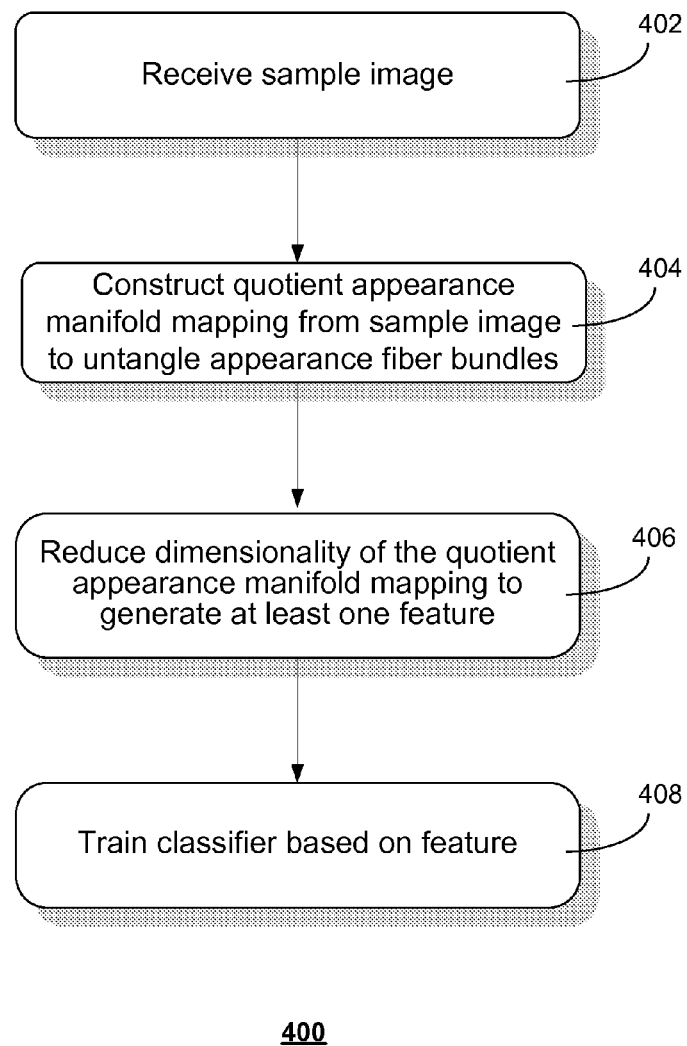 402
Receive sample image
404
Construct quotient appearance
manifold mapping from sample image
to untangle appearance fiber bundles
406
Reduce dimensionality of the quotient
appearance manifold mapping to
generate at least one feature
408
Train classifier based on feature
400